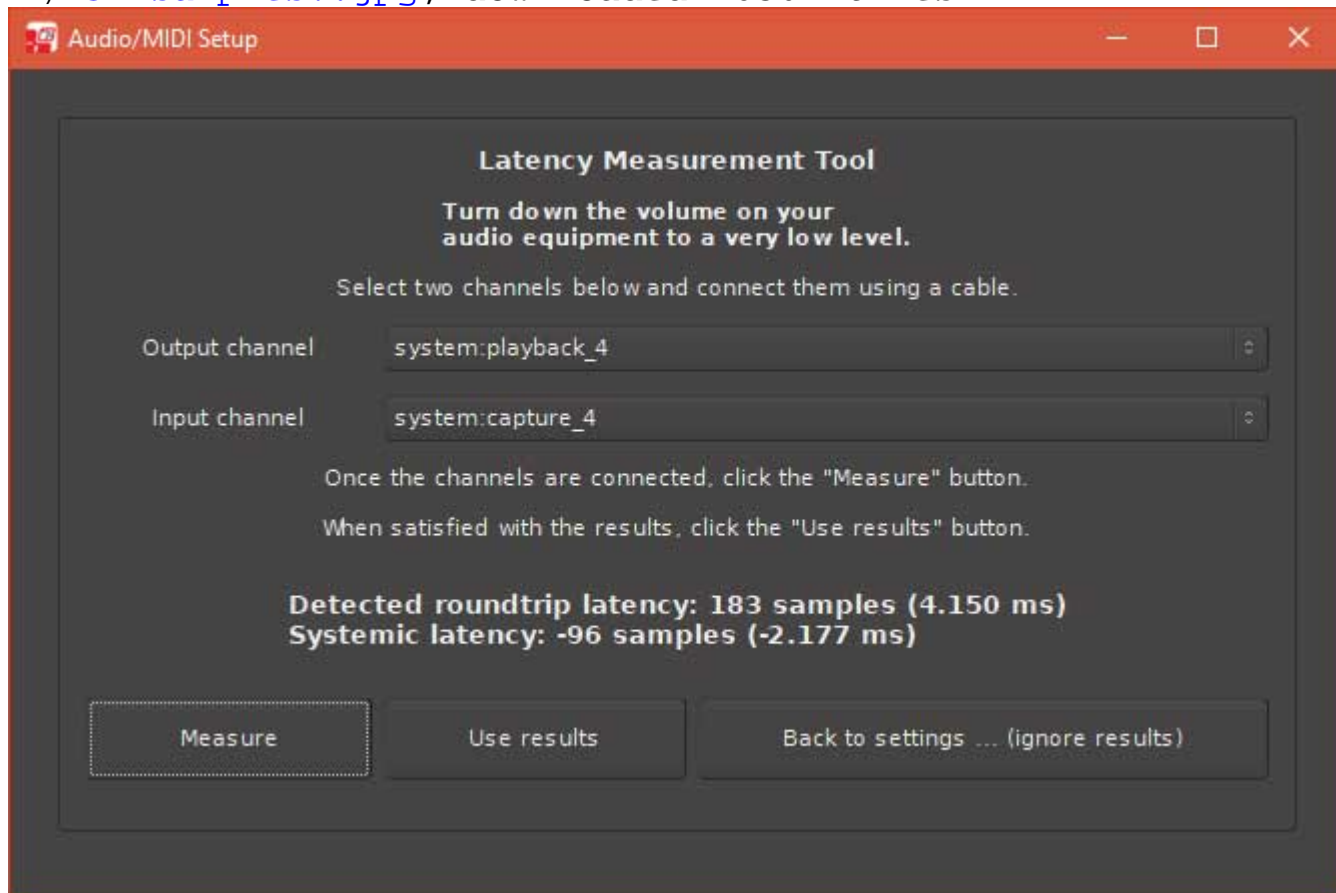 Audio/MIDI Setup
Latency Measurement Tool
Turn down the volume on your
audio equipment to a very low level.
Select two channels below and connect them using a cable.
Output channel system:playback_4
Input channel system:capture_4
Once the channels are connected, click the "Measure" button.
When satisfied with the results, click the "Use results" button.
Detected roundtrip latency: 183 samples (4.150 ms)
Systemic latency: -96 samples (-2.177 ms)
Measure Use results Back to settings ... (ignore results)